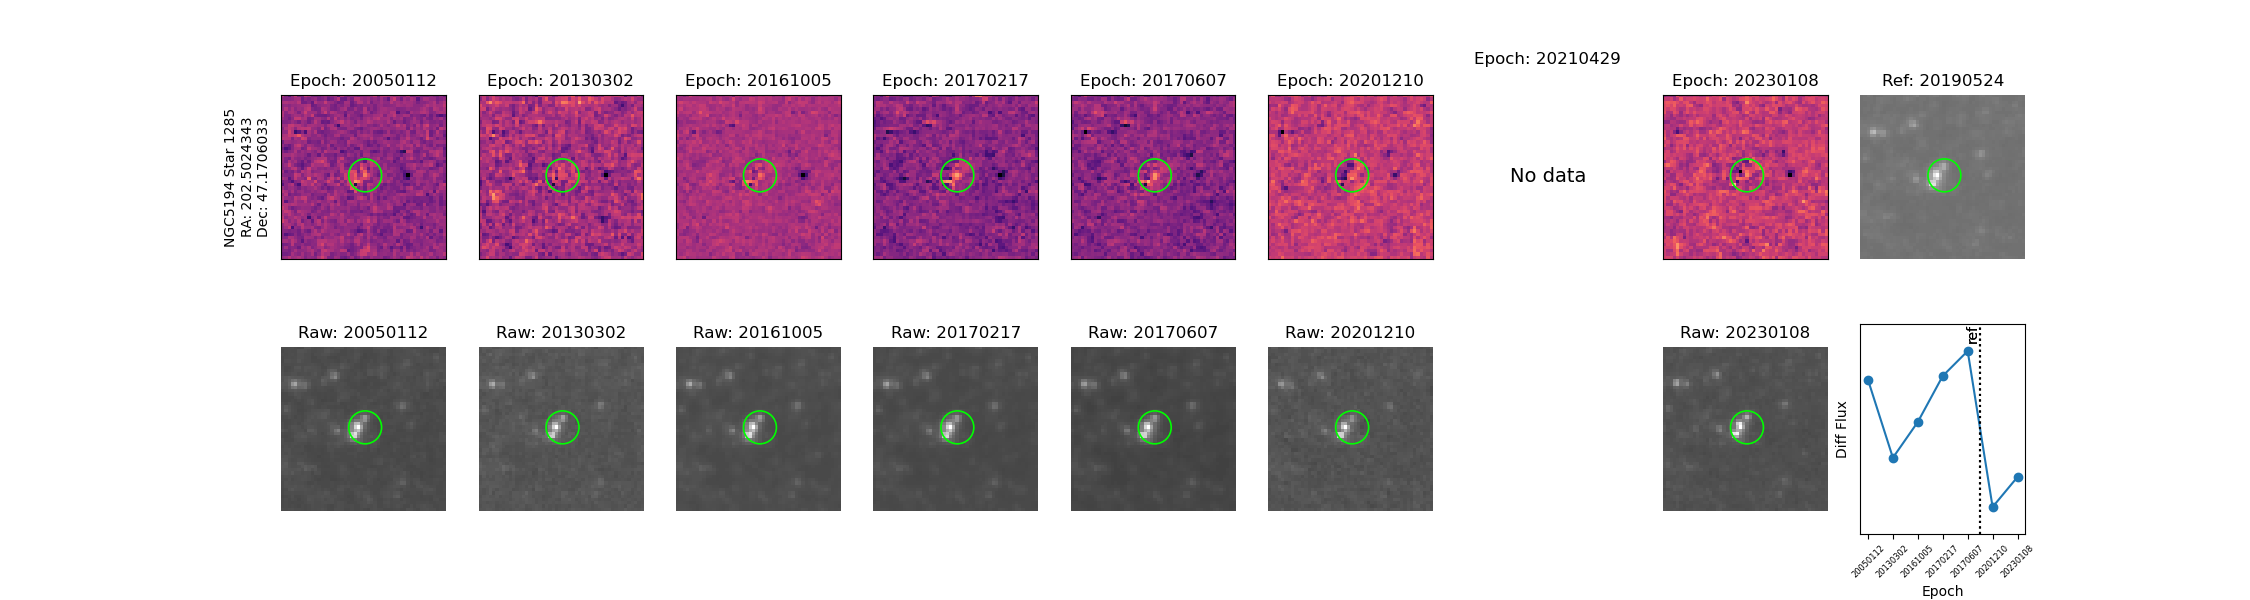 Epoch: 20210429
Epoch: 20050112
Epoch: 20130302
Epoch: 20161005
Epoch: 20170217
Epoch: 20170607
Epoch: 20201210
Epoch: 20230108
Ref: 20190524
NGC5194 Star 1285
RA: 202.5024343
Dec: 47.1706033
No data
Raw: 20050112
Raw: 20130302
Raw: 20161005
Raw: 20170217
Raw: 20170607
Raw: 20201210
Raw: 20230108
ref
Diff Flux
20050112
20130302
20161005
20170217
20170607
20201210
20230108
Epoch